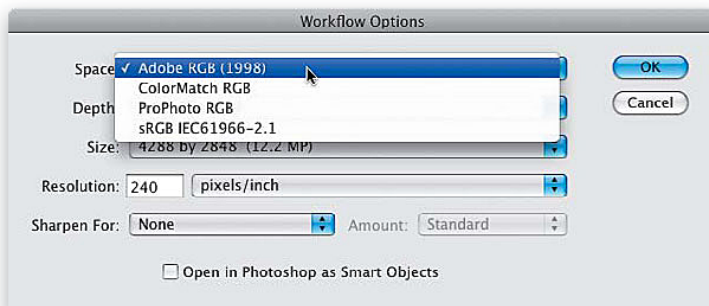 Workflow Options
Space ✓ Adobe RGB (1998)
ColorMatch RGB
ProPhoto RGB
sRGB IEC61966-2.1
OK
Cancel
Depth
Size: 4288 by 2848 (12.2 MP)
Resolution: 240 pixels/inch
Sharpen For: None Amount: Standard
Open in Photoshop as Smart Objects